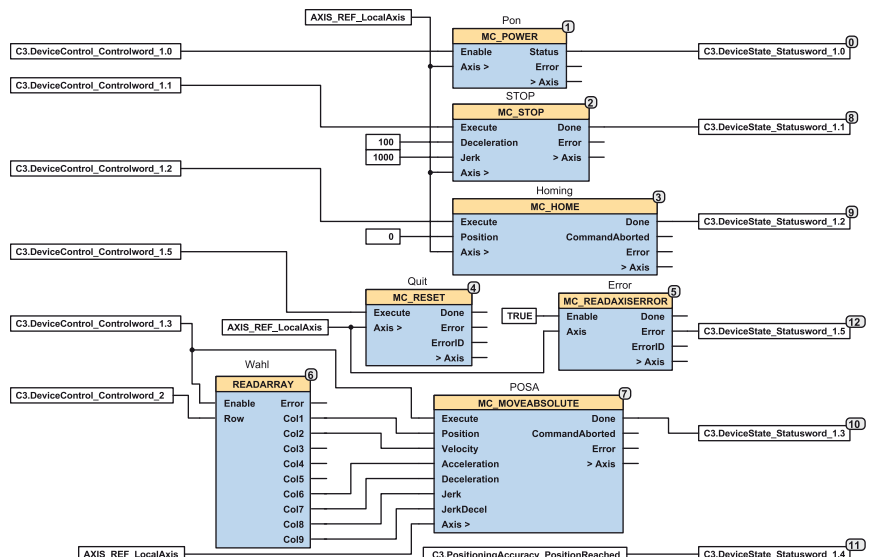 AXIS_REF_LocalAxis
Pon
1
MC_POWER
0
C3.DeviceControl_Controlword_1.0
Enable Status
C3.DeviceState_Statusword_1.0
Axis > Error
> Axis
C3.DeviceControl_Controlword_1.1
STOP
2
MC_STOP
8
Execute Done
C3.DeviceState_Statusword_1.1
100
Deceleration Error
1000
Jerk > Axis
Axis >
C3.DeviceControl_Controlword_1.2
Homing
3
MC_HOME
9
Execute Done
C3.DeviceState_Statusword_1.2
0
Position CommandAborted
Axis > Error
> Axis
C3.DeviceControl_Controlword_1.5
Quit
4
MC_RESET
Execute Done
Axis > Error
ErrorID
> Axis
Error
5
MC_READAXISERROR
TRUE
Enable Done
Axis Error
ErrorID
> Axis
12
C3.DeviceState_Statusword_1.5
C3.DeviceControl_Controlword_1.3
AXIS_REF_LocalAxis
Wahl
6
READARRAY
C3.DeviceControl_Controlword_2
Enable Error
Row Col1
Col2
Col3
Col4
Col5
Col6
Col7
Col8
Col9
POSA
7
MC_MOVEABSOLUTE
Execute Done
Position CommandAborted
Velocity Error
Acceleration > Axis
Deceleration
Jerk
JerkDecel
Axis >
10
C3.DeviceState_Statusword_1.3
11
AXIS_REF_LocalAxis
C3.PositioningAccuracy_PositionReached
C3.DeviceState_Statusword_1.4